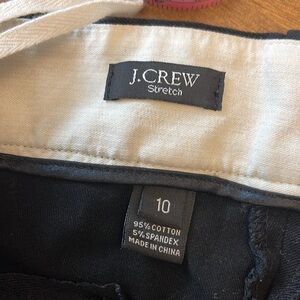 J.CREW
Stretch
10
95% COTTON
5% SPANDEX
MADE IN CHINA